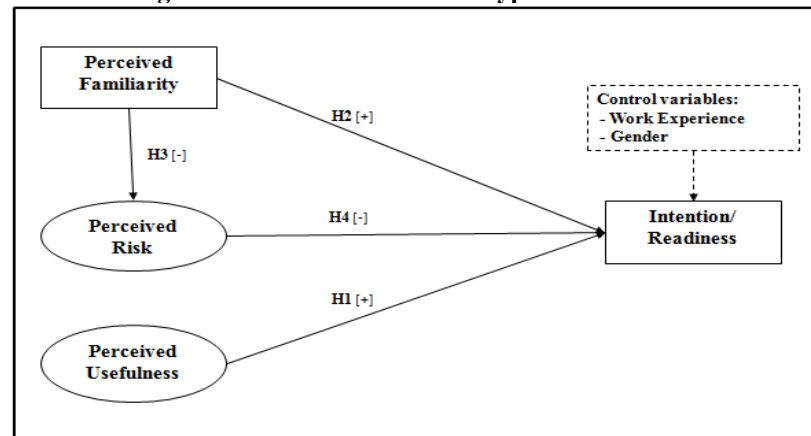 Perceived
Familiarity
Control variables:
- Work Experience
- Gender
H2 [+]
H3 [-]
Perceived
Risk
H4 [-]
Intention/
Readiness
H1 [+]
Perceived
Usefulness